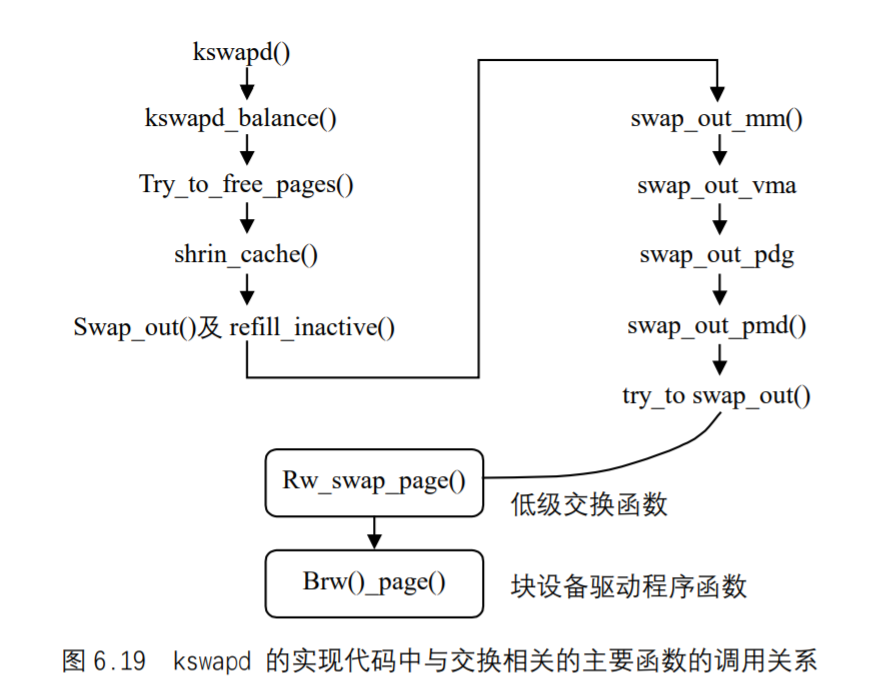 kswapd()
kswapd_balance()
Try_to_free_pages()
shrin_cache()
Swap_out()及 refill_inactive()
swap_out_mm()
swap_out_vma
swap_out_pdg
swap_out_pmd()
try_to swap_out()
Rw_swap_page()
低级交换函数
Brw()_page()
块设备驱动程序函数
图 6.19 kswapd 的实现代码中与交换相关的主要函数的调用关系